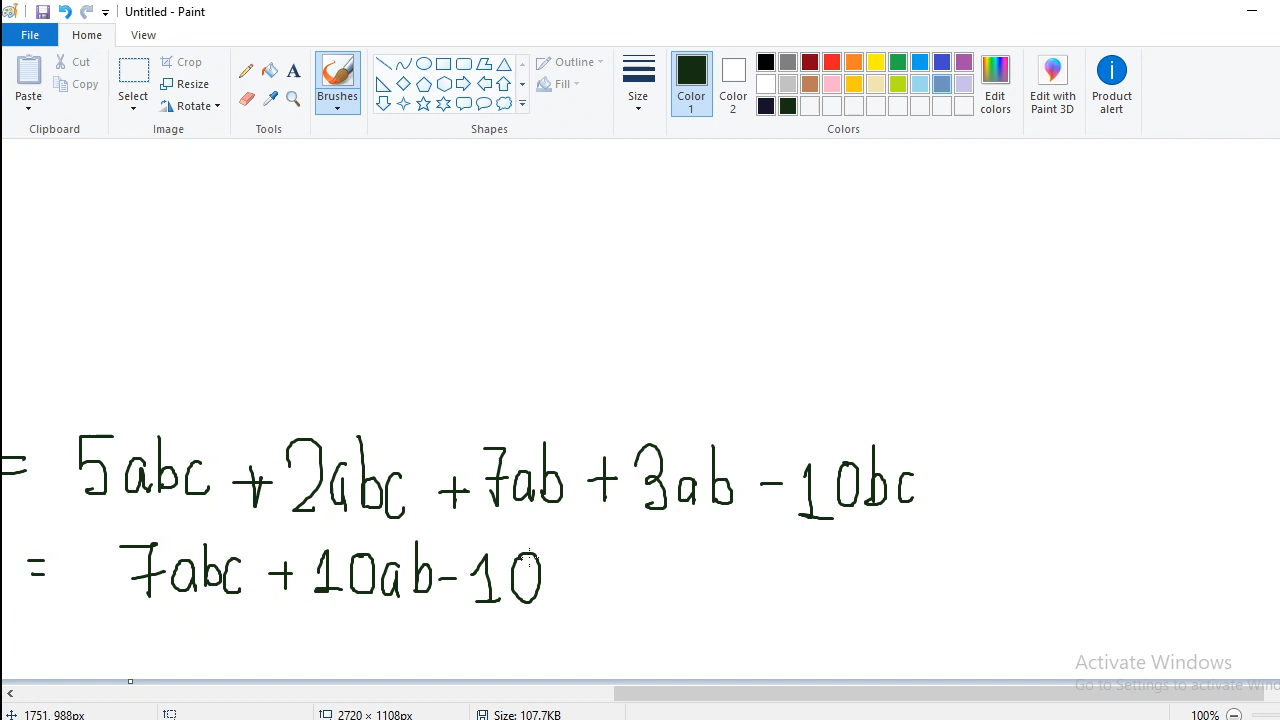 Untitled - Paint
File Home View
Paste Cut Copy Select Crop Resize Rotate A Brushes Outline Fill Size Color 1 Color 2 Edit colors Edit with Paint 3D Product alert
Clipboard Image Tools Shapes Colors
= 5abc + 2abc + 7ab + 3ab - 10bc
= 7abc + 10ab - 10
Activate Windows
Go to Settings to activate Wind
1751, 988px 2720 × 1108px Size: 107.7KB 100%